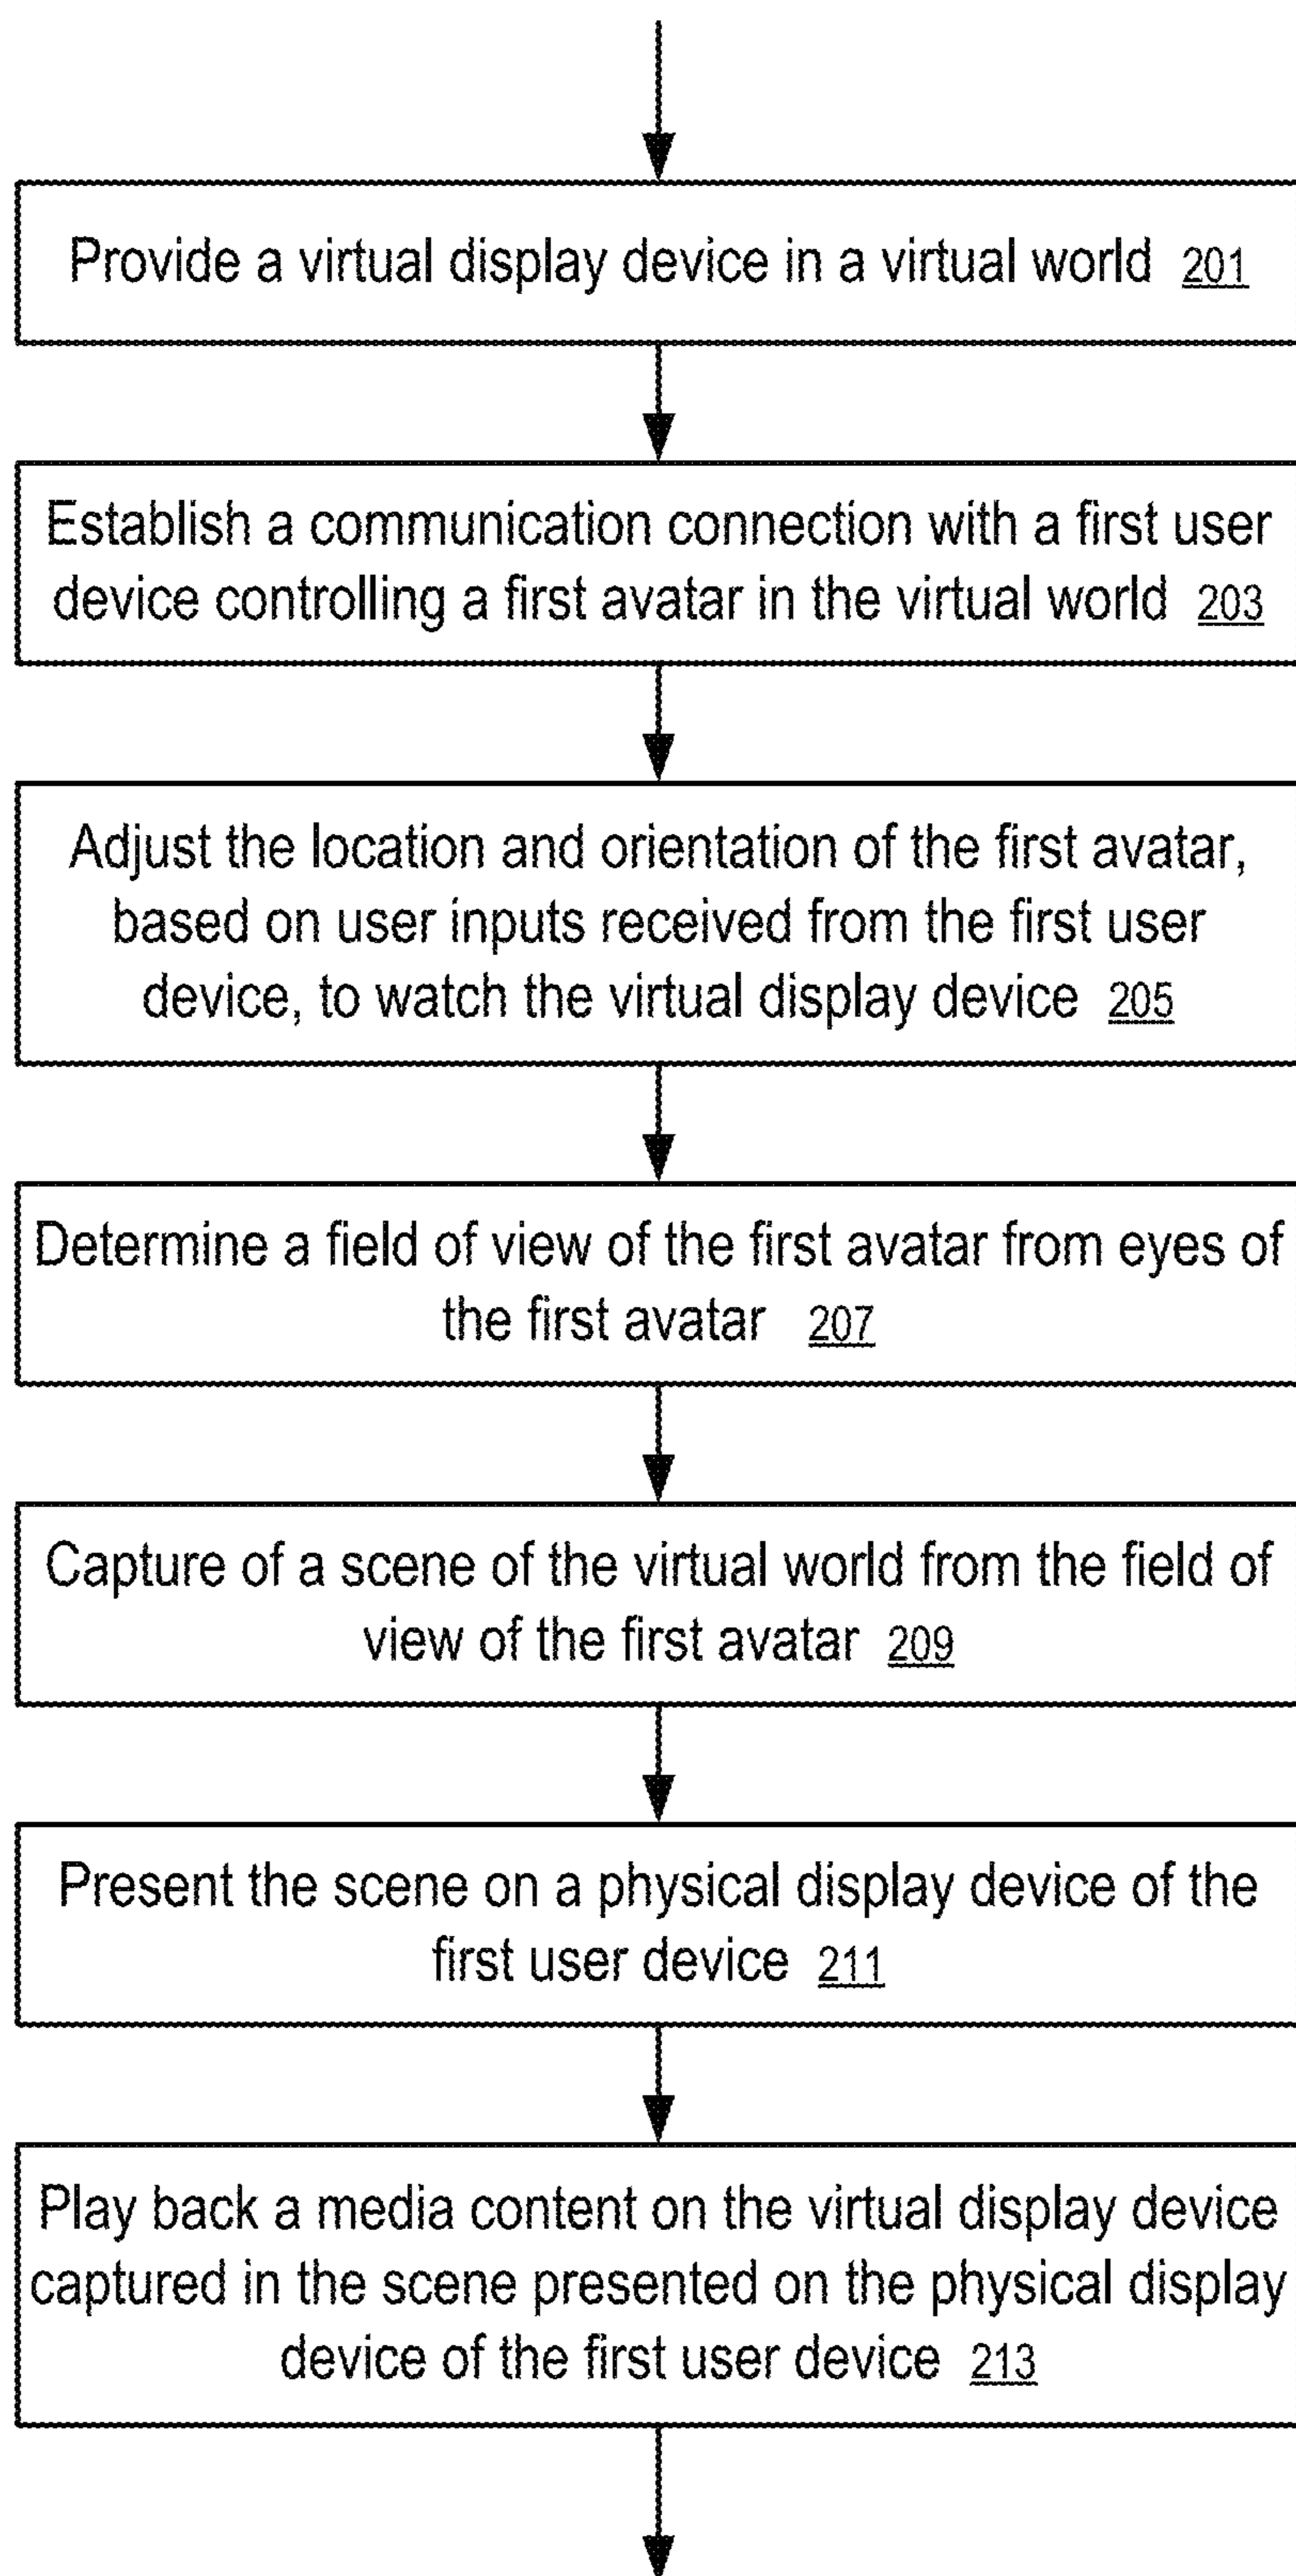 Provide a virtual display device in a virtual world 201
Establish a communication connection with a first user
device controlling a first avatar in the virtual world 203
Adjust the location and orientation of the first avatar,
based on user inputs received from the first user
device, to watch the virtual display device 205
Determine a field of view of the first avatar from eyes of
the first avatar 207
Capture of a scene of the virtual world from the field of
view of the first avatar 209
Present the scene on a physical display device of the
first user device 211
Play back a media content on the virtual display device
captured in the scene presented on the physical display
device of the first user device 213